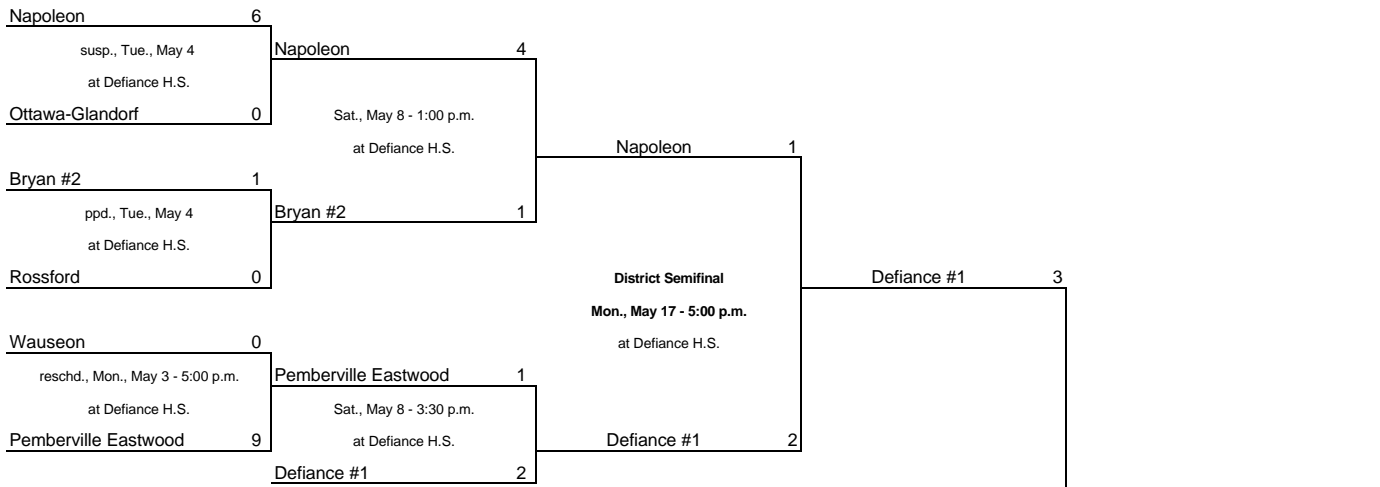 Napoleon 6
susp., Tue., May 4
Napoleon 4
at Defiance H.S.
Ottawa-Glandorf 0
Sat., May 8 - 1:00 p.m.
at Defiance H.S.
Napoleon 1
Bryan #2 1
ppd., Tue., May 4
Bryan #2 1
at Defiance H.S.
Rossford 0
District Semifinal
Defiance #1 3
Mon., May 17 - 5:00 p.m.
Wauseon 0
at Defiance H.S.
reschd., Mon., May 3 - 5:00 p.m.
Pemberville Eastwood 1
at Defiance H.S.
Sat., May 8 - 3:30 p.m.
Pemberville Eastwood 9
at Defiance H.S.
Defiance #1 2
Defiance #1 2